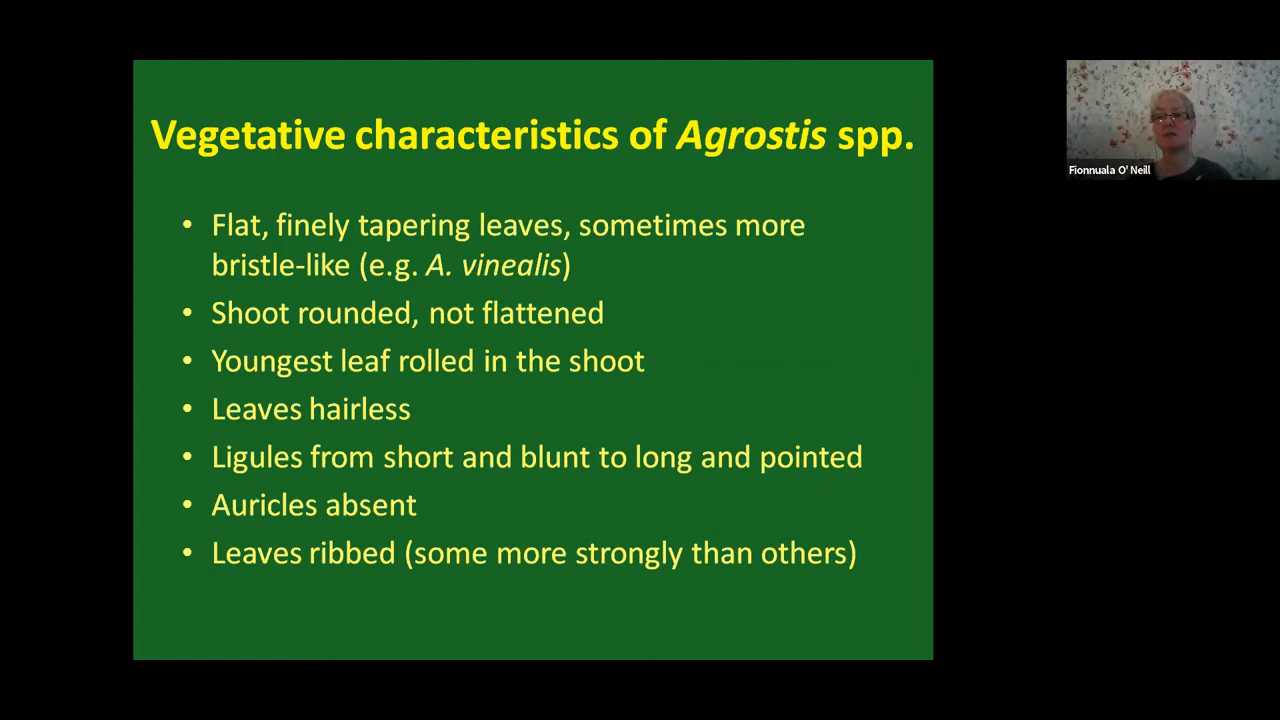 Vegetative characteristics of Agrostis spp.
• Flat, finely tapering leaves, sometimes more
bristle-like (e.g. A. vinealis)
• Shoot rounded, not flattened
• Youngest leaf rolled in the shoot
• Leaves hairless
• Ligules from short and blunt to long and pointed
• Auricles absent
• Leaves ribbed (some more strongly than others)
Fionnuala O' Neill